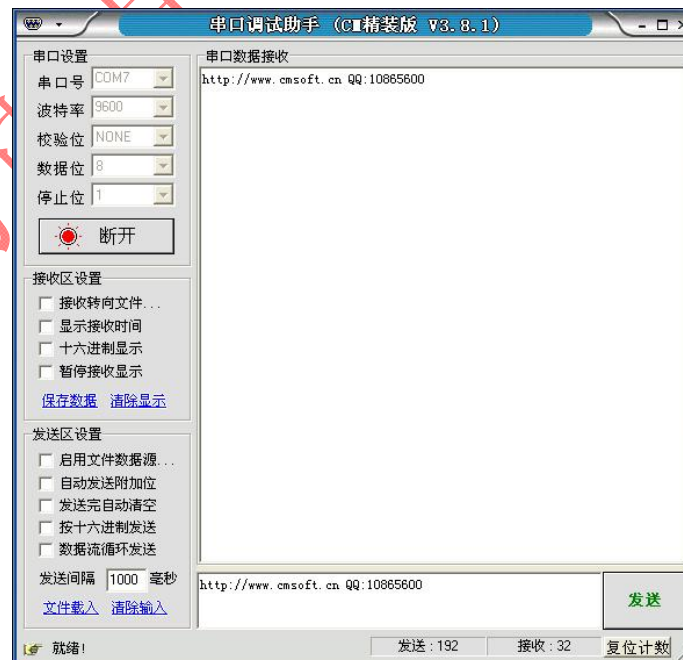 串口调试助手 (CM精装版 V3.8.1)
串口设置
串口号 COM7
波特率 9600
校验位 NONE
数据位 8
停止位 1
断开
接收区设置
接收转向文件...
显示接收时间
十六进制显示
暂停接收显示
保存数据 清除显示
发送区设置
启用文件数据源...
自动发送附加位
发送完自动清空
按十六进制发送
数据流循环发送
发送间隔 1000 毫秒
文件载入 清除输入
串口数据接收
http://www.cmsoft.cn QQ:10865600
http://www.cmsoft.cn QQ:10865600
发送
就绪!
发送:192
接收:32
复位计数